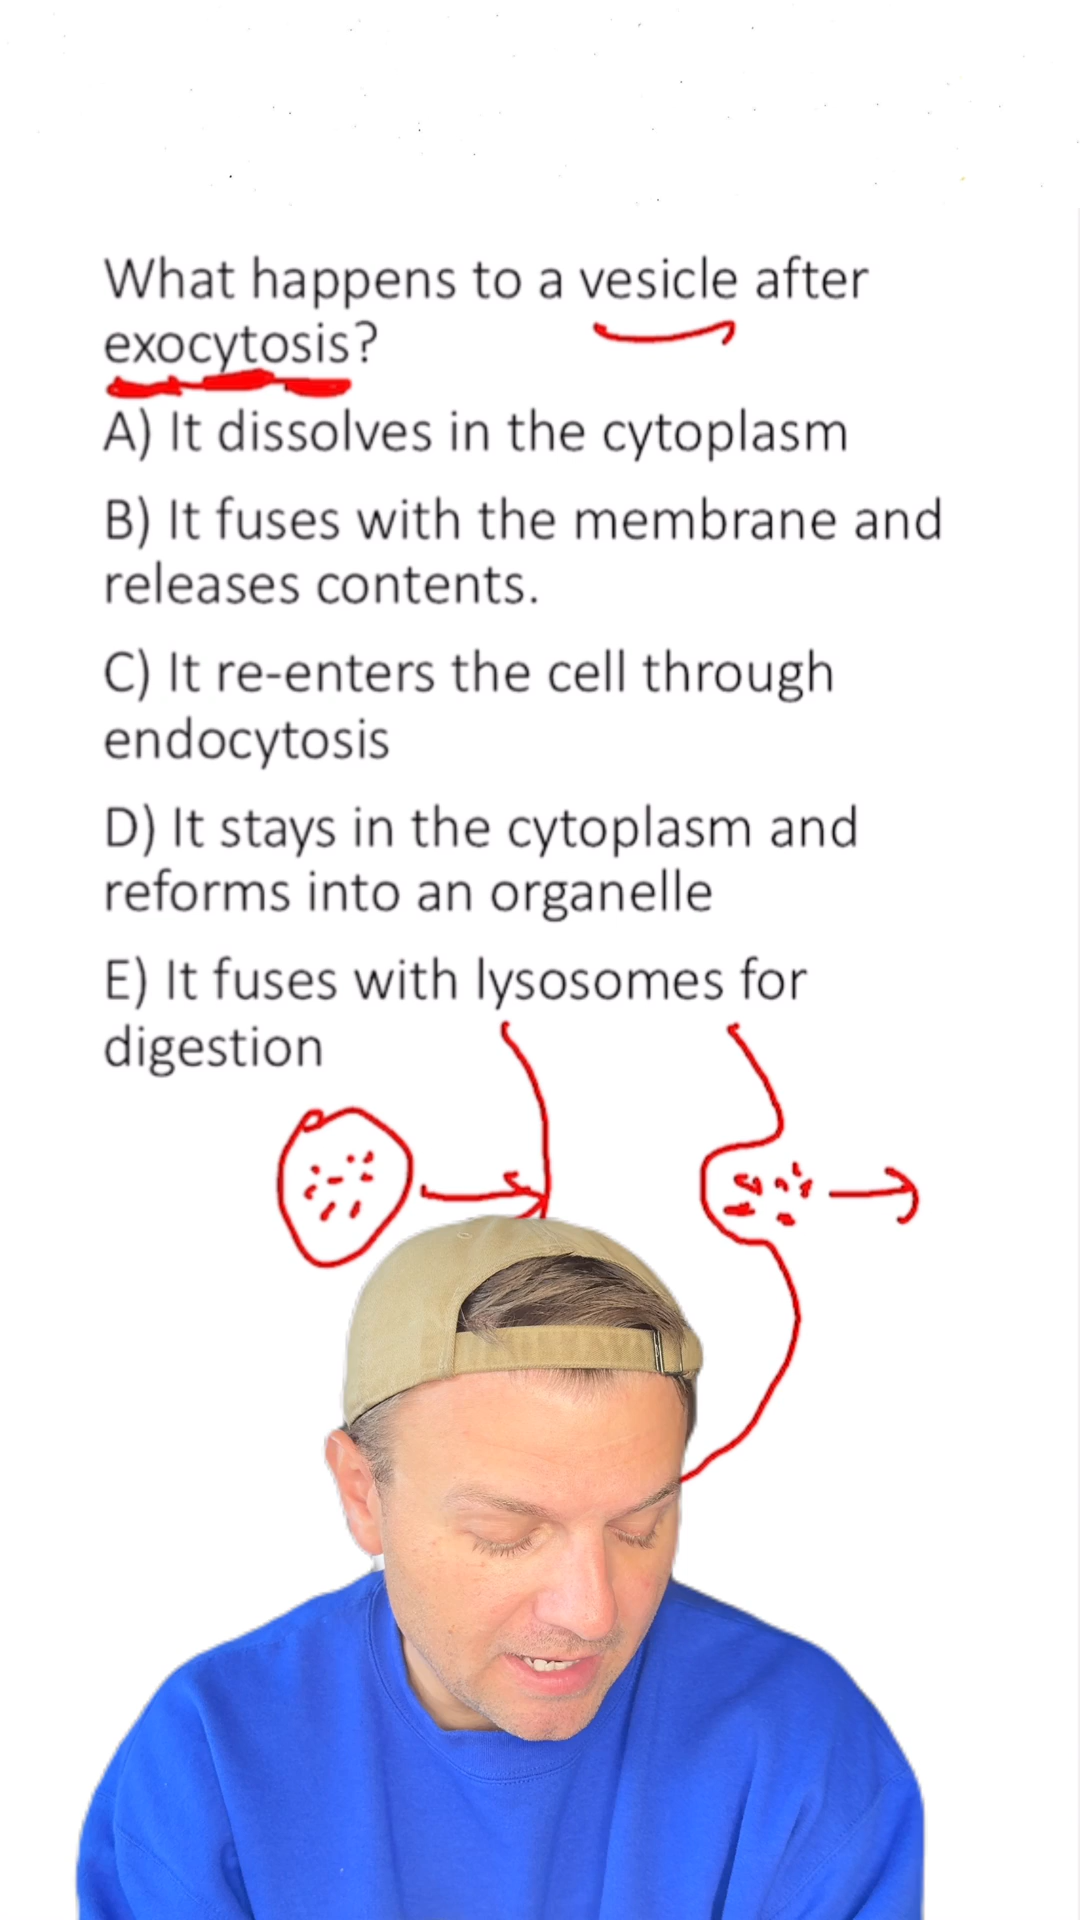 What happens to a vesicle after
exocytosis?
A) It dissolves in the cytoplasm
B) It fuses with the membrane and
releases contents.
C) It re-enters the cell through
endocytosis
D) It stays in the cytoplasm and
reforms into an organelle
E) It fuses with lysosomes for
digestion